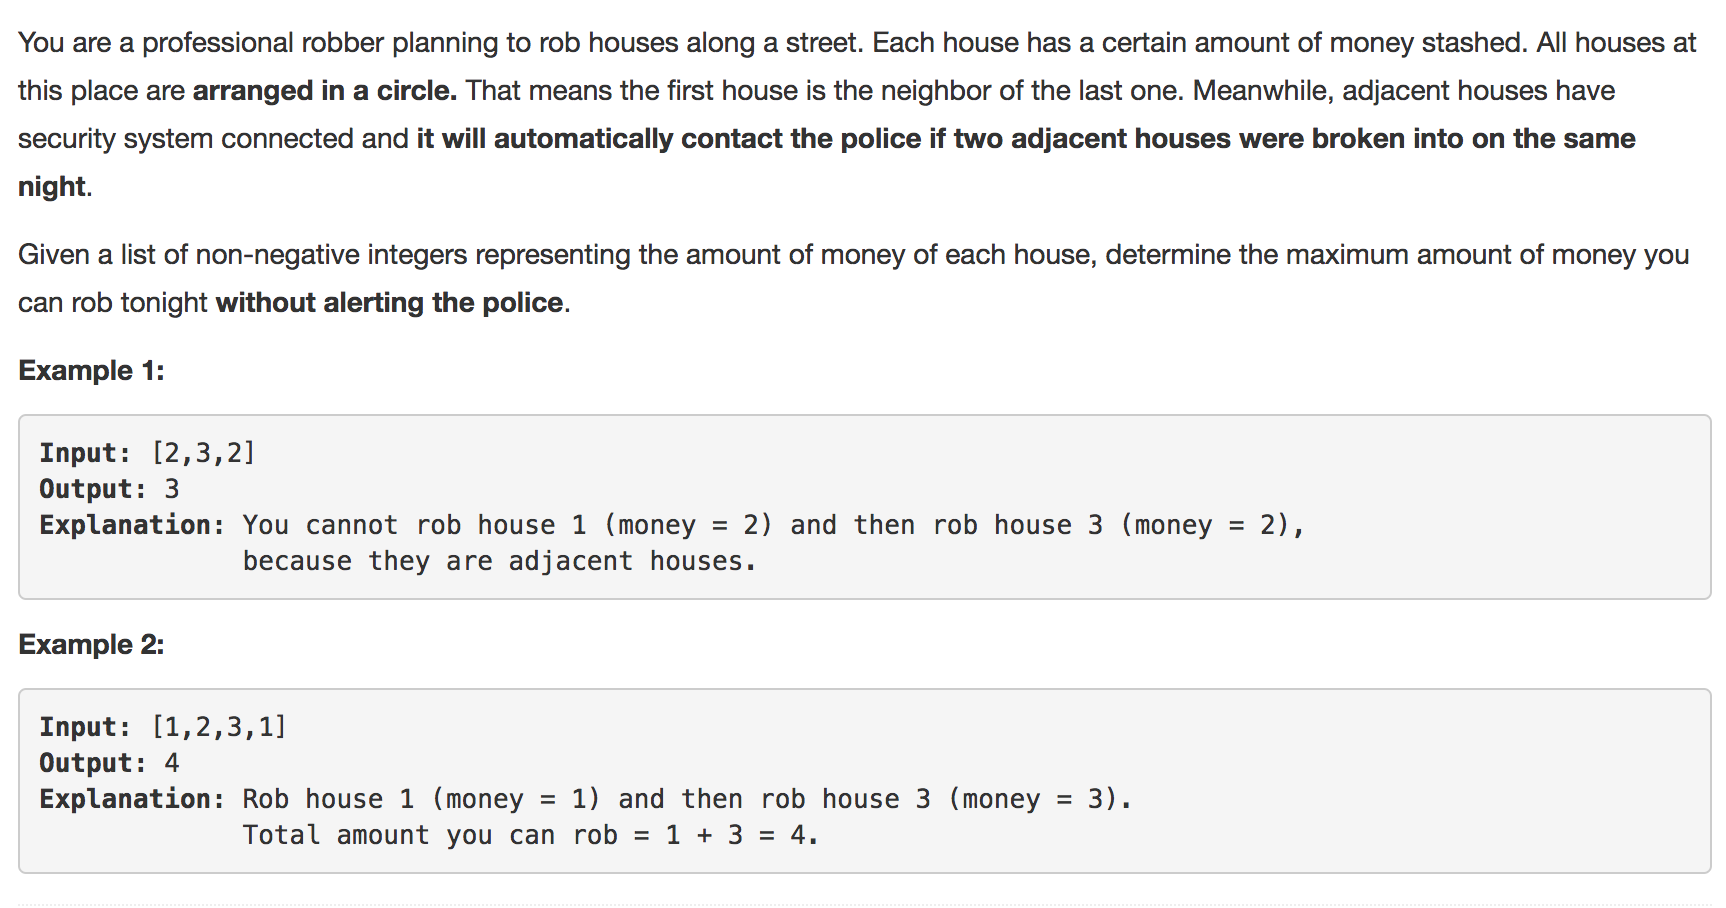 You are a professional robber planning to rob houses along a street. Each house has a certain amount of money stashed. All houses at
this place are arranged in a circle. That means the first house is the neighbor of the last one. Meanwhile, adjacent houses have
security system connected and it will automatically contact the police if two adjacent houses were broken into on the same
night.
Given a list of non-negative integers representing the amount of money of each house, determine the maximum amount of money you
can rob tonight without alerting the police.
Example 1:
Input: [2,3,2]
Output: 3
Explanation: You cannot rob house 1 (money = 2) and then rob house 3 (money = 2),
because they are adjacent houses.
Example 2:
Input: [1,2,3,1]
Output: 4
Explanation: Rob house 1 (money = 1) and then rob house 3 (money = 3).
Total amount you can rob = 1 + 3 = 4.